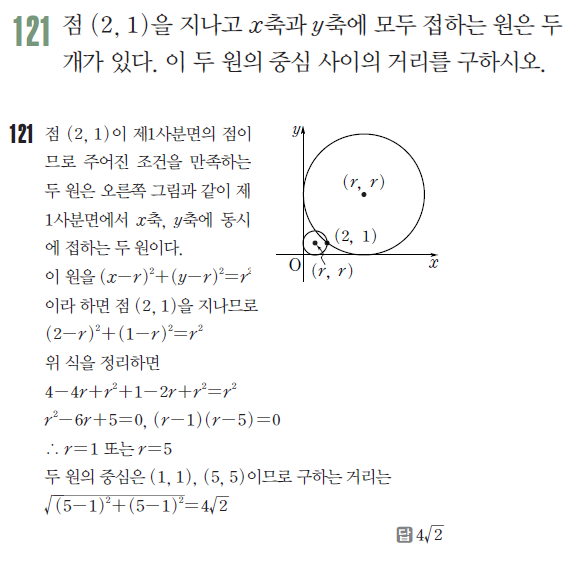 121 점 (2, 1)을 지나고 x축과 y축에 모두 접하는 원은 두
개가 있다. 이 두 원의 중심 사이의 거리를 구하시오.
121 점 (2, 1)이 제1사분면의 점이
므로 주어진 조건을 만족하는
두 원은 오른쪽 그림과 같이 제
1사분면에서 x축, y축에 동시
에 접하는 두 원이다.
이 원을 (x-r)²+(y-r)²=r²
이라 하면 점 (2, 1)을 지나므로
(2-r)²+(1-r)²=r²
위 식을 정리하면
4-4r+r²+1-2r+r²=r²
r²-6r+5=0, (r-1)(r-5)=0
∴ r=1 또는 r=5
두 원의 중심은 (1, 1), (5, 5)이므로 구하는 거리는
√(5-1)²+(5-1)²=4√2
답 4√2
y
(r, r)
(2, 1)
O (r, r) x